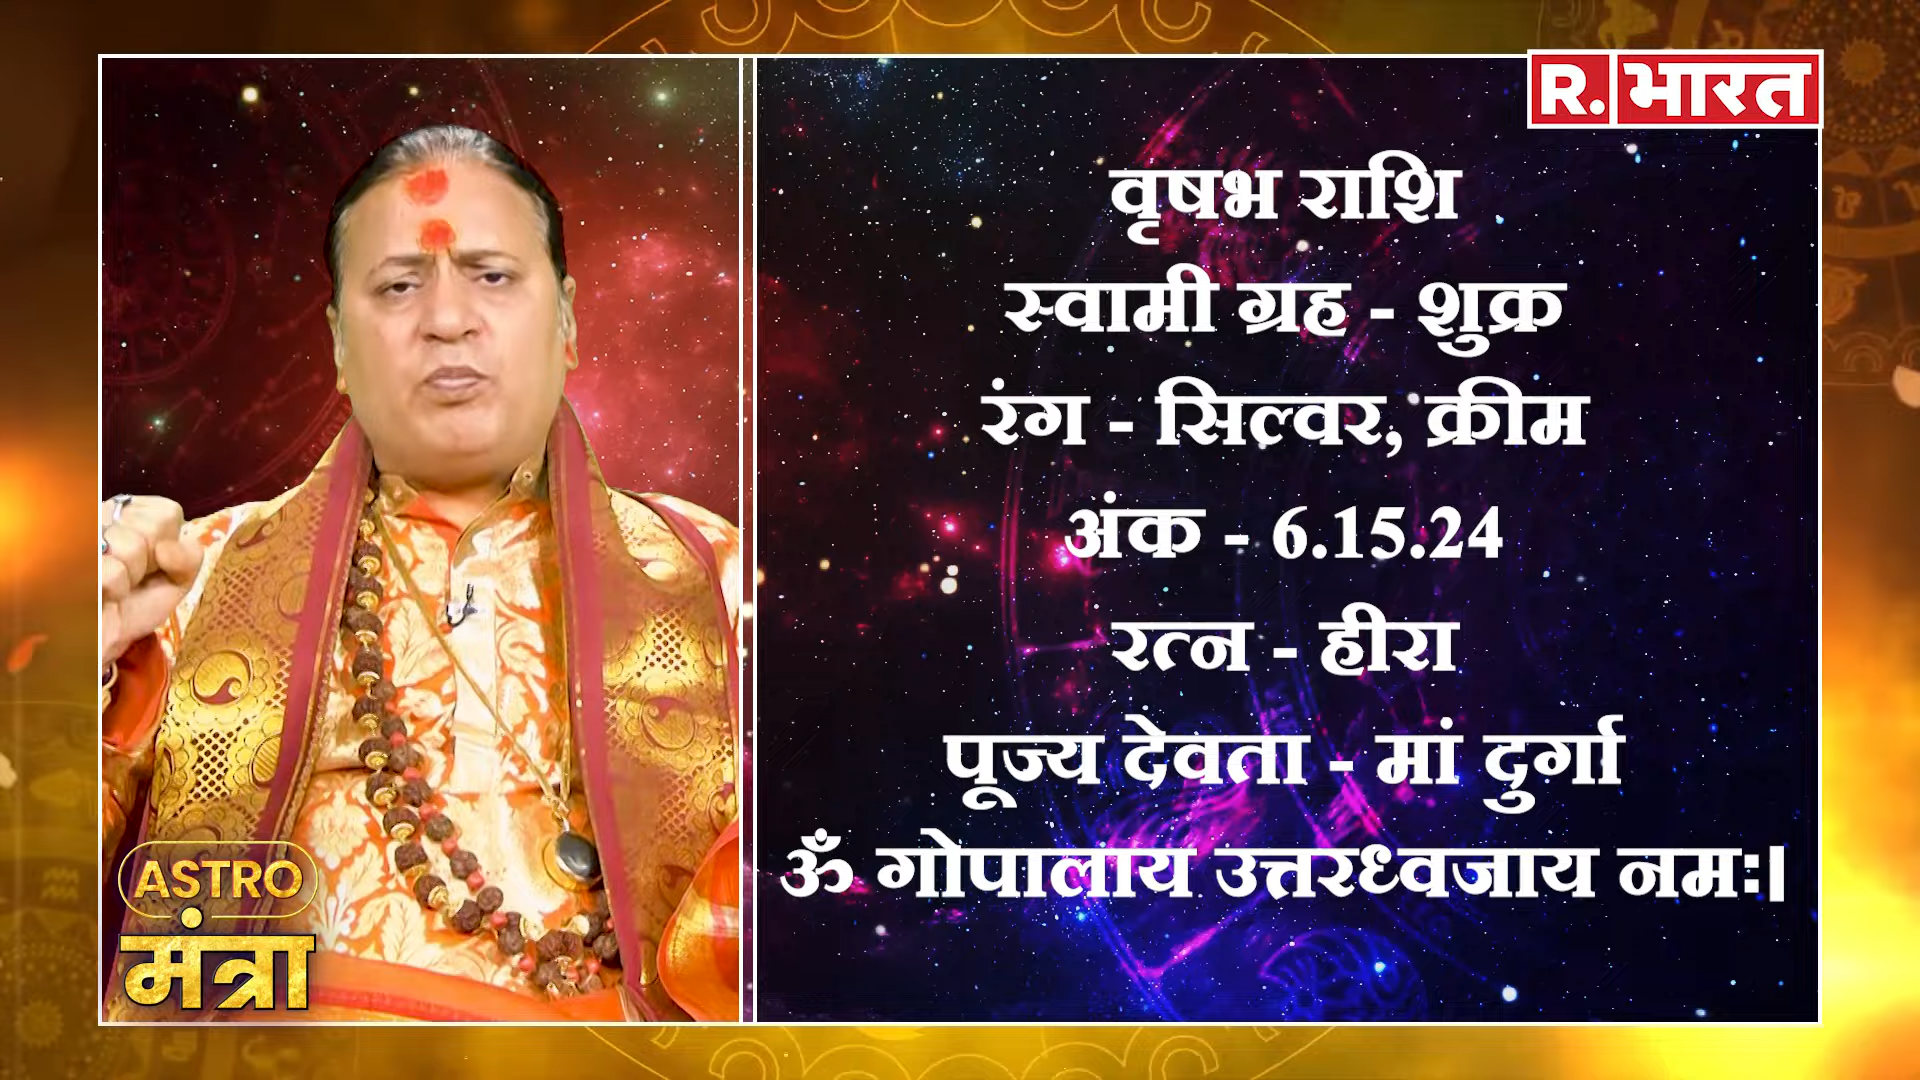 R. भारत
वृषभ राशि
स्वामी ग्रह - शुक्र
रंग - सिल्वर, क्रीम
अंक - 6.15.24
रत्न - हीरा
पूज्य देवता - मां दुर्गा
ॐ गोपालाय उत्तरध्वजाय नमः।
ASTRO
मंत्रा